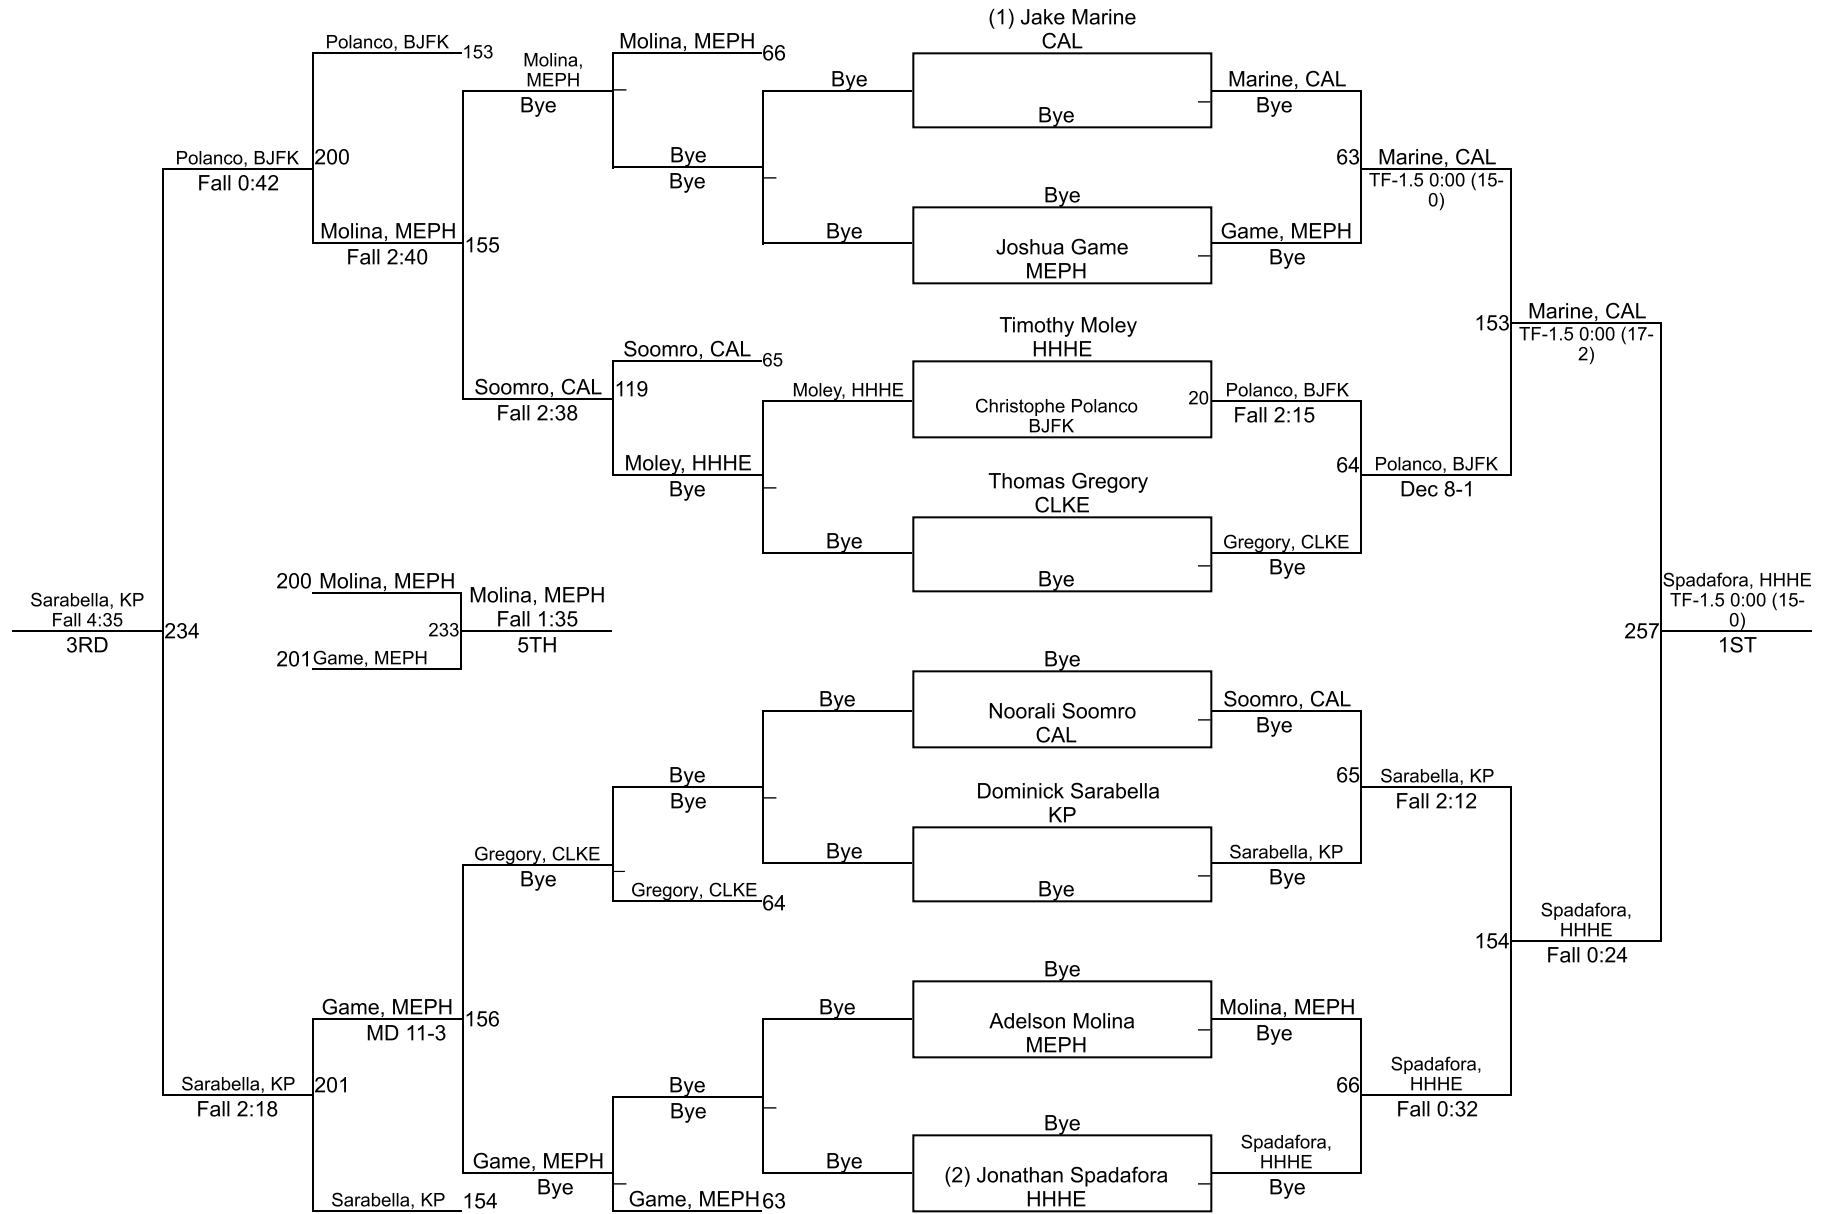 (1) Jake Marine
CAL
Bye
Bye
Joshua Game
MEPH
Timothy Moley
HHHE
Christophe Polanco
BJFK
20
Thomas Gregory
CLKE
Bye
Bye
Noorali Soomro
CAL
Dominick Sarabella
KP
Bye
Bye
Adelson Molina
MEPH
Bye
(2) Jonathan Spadafora
HHHE
Marine, CAL
Bye
Game, MEPH
Bye
Polanco, BJFK
Fall 2:15
Gregory, CLKE
Bye
Soomro, CAL
Bye
Sarabella, KP
Bye
Molina, MEPH
Bye
Spadafora,
HHHE
Bye
63
Marine, CAL
TF-1.5 0:00 (15-
0)
64
Polanco, BJFK
Dec 8-1
65
Sarabella, KP
Fall 2:12
66
Spadafora,
HHHE
Fall 0:32
153
Marine, CAL
TF-1.5 0:00 (17-
2)
154
Spadafora,
HHHE
Fall 0:24
257
Spadafora, HHHE
TF-1.5 0:00 (15-
0)
1ST
Bye
Bye
Moley, HHHE
Bye
Bye
Bye
Bye
Bye
Molina, MEPH
66
Bye
Bye
Soomro, CAL
65
Moley, HHHE
Bye
Bye
Bye
Gregory, CLKE
64
Bye
Bye
Game, MEPH
63
Molina,
MEPH
Bye
Soomro, CAL
119
Fall 2:38
Gregory, CLKE
Bye
Game, MEPH
Bye
Polanco, BJFK
153
Molina, MEPH
155
Fall 2:40
Game, MEPH
156
MD 11-3
Sarabella, KP
154
Polanco, BJFK
200
Fall 0:42
Sarabella, KP
201
Fall 2:18
200
Molina, MEPH
201
Game, MEPH
233
Molina, MEPH
Fall 1:35
5TH
Sarabella, KP
Fall 4:35
234
3RD